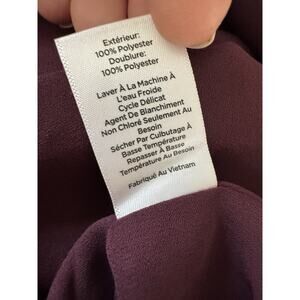 Extérieur:
100% Polyester
Doublure:
100% Polyester
Laver À La Machine À
L'eau Froide
Cycle Délicat
Agent De Blanchiment
Non Chloré Seulement Au
Besoin
Sécher Par Culbutage À
Basse Température
Repasser À Basse
Température Au Besoin
Fabriqué Au Vietnam